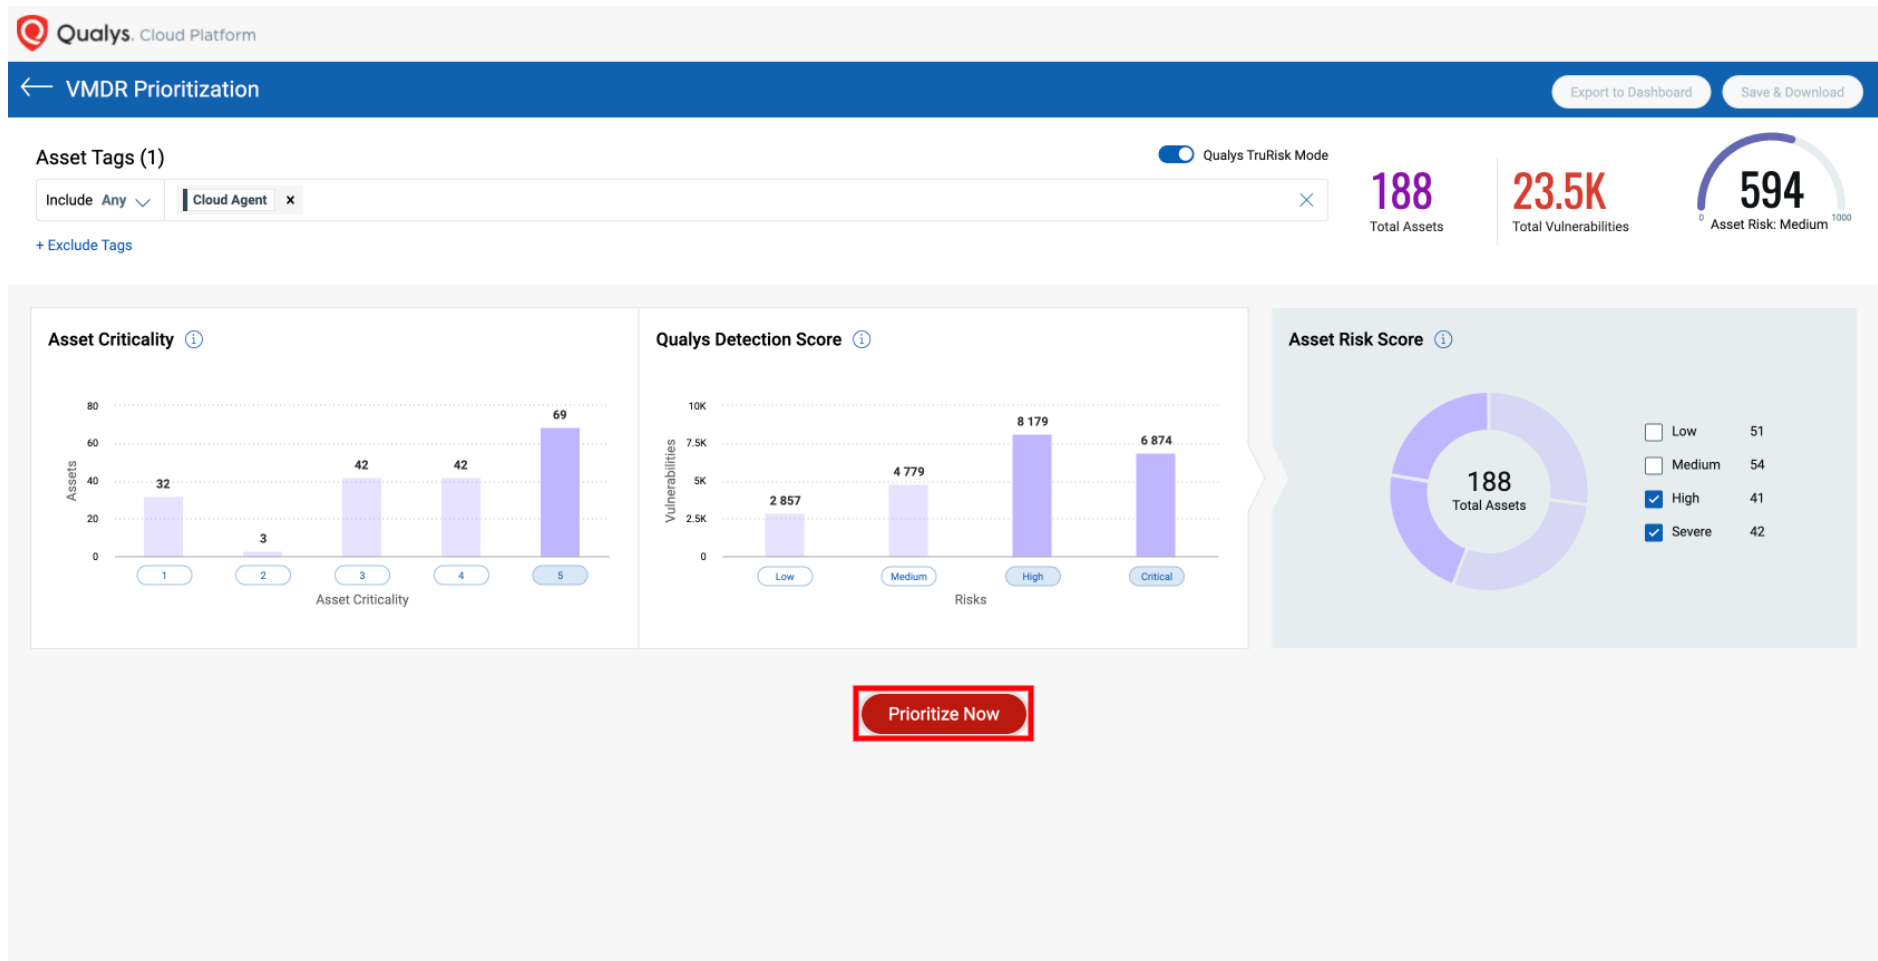 Qualys. Cloud Platform
VMDR Prioritization
Export to Dashboard
Save & Download
Asset Tags (1)
Qualys TruRisk Mode
Include Any
Cloud Agent
+ Exclude Tags
188
Total Assets
23.5K
Total Vulnerabilities
594
0
1000
Asset Risk: Medium
Asset Criticality
80
60
40
20
0
Assets
32
3
42
42
69
1
2
3
4
5
Asset Criticality
Qualys Detection Score
10K
7.5K
5K
2.5K
0
Vulnerabilities
2 857
4 779
8 179
6 874
Low
Medium
High
Critical
Risks
Asset Risk Score
188
Total Assets
Low 51
Medium 54
High 41
Severe 42
Prioritize Now